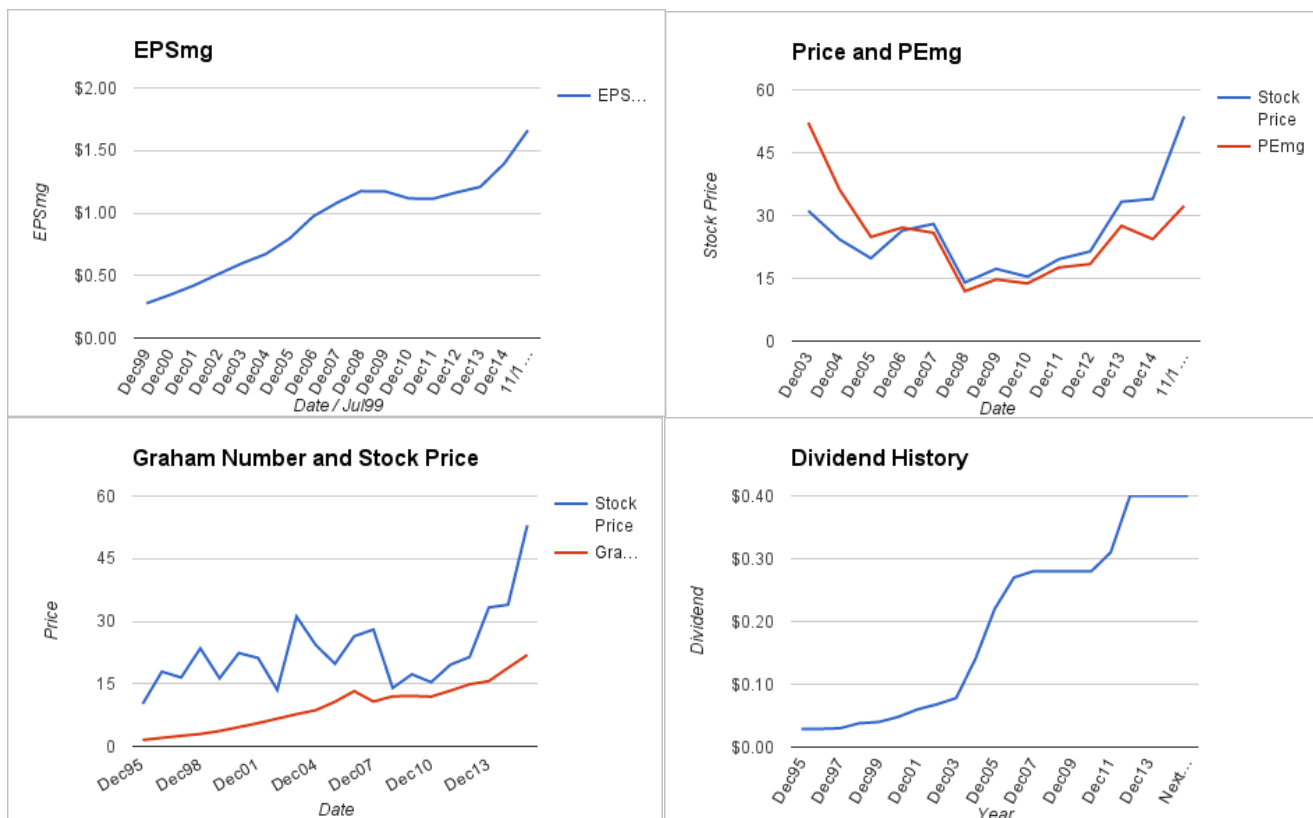 EPSmg
$2.00
$1.50
$1.00
$0.50
$0.00
EPSmg
EPS...
Dec99
Dec00
Dec01
Dec02
Dec03
Dec04
Dec05
Dec06
Dec07
Dec08
Dec09
Dec10
Dec11
Dec12
Dec13
Dec14
11/1 ...
Date / Jul99
Price and PEmg
60
45
30
15
0
Stock Price
Stock
Price
PEmg
Dec03
Dec04
Dec05
Dec06
Dec07
Dec08
Dec09
Dec10
Dec11
Dec12
Dec13
Dec14
11/1 ...
Date
Graham Number and Stock Price
60
45
30
15
0
Price
Stock
Price
Gra...
Dec95
Dec98
Dec01
Dec04
Dec07
Dec10
Dec13
Date
Dividend History
$0.40
$0.30
$0.20
$0.10
$0.00
Dividend
Dec95
Dec97
Dec99
Dec01
Dec03
Dec05
Dec07
Dec09
Dec11
Dec13
Next...
Year